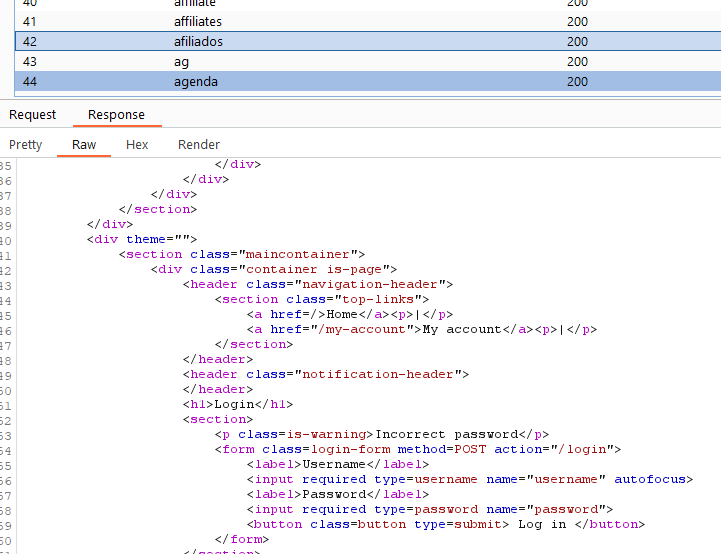 40 affiliate 200
41 affiliates 200
42 afiliados 200
43 ag 200
44 agenda 200
Request Response
Pretty Raw Hex Render
35 </div>
36 </div>
37 </div>
38 </section>
39 </div>
40 <div theme="">
41 <section class="maincontainer">
42 <div class="container is-page">
43 <header class="navigation-header">
44 <section class="top-links">
45 <a href=/>Home</a><p>|</p>
46 <a href="/my-account">My account</a><p>|</p>
47 </section>
48 </header>
49 <header class="notification-header">
50 </header>
51 <h1>Login</h1>
52 <section>
53 <p class=is-warning>Incorrect password</p>
54 <form class=login-form method=POST action="/login">
55 <label>Username</label>
56 <input required type=username name="username" autofocus>
57 <label>Password</label>
58 <input required type=password name="password">
59 <button class=button type=submit> Log in </button>
60 </form>